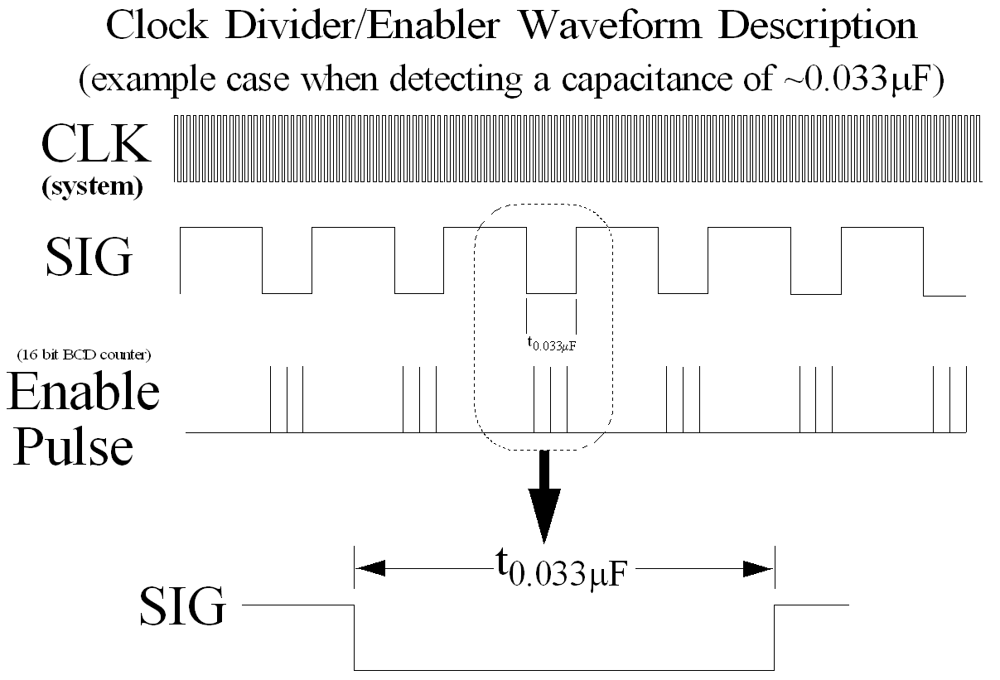 Clock Divider/Enabler Waveform Description
(example case when detecting a capacitance of ~0.033μF)
CLK
(system)
SIG
t0.033μF
(16 bit BCD counter)
Enable
Pulse
t0.033μF
SIG